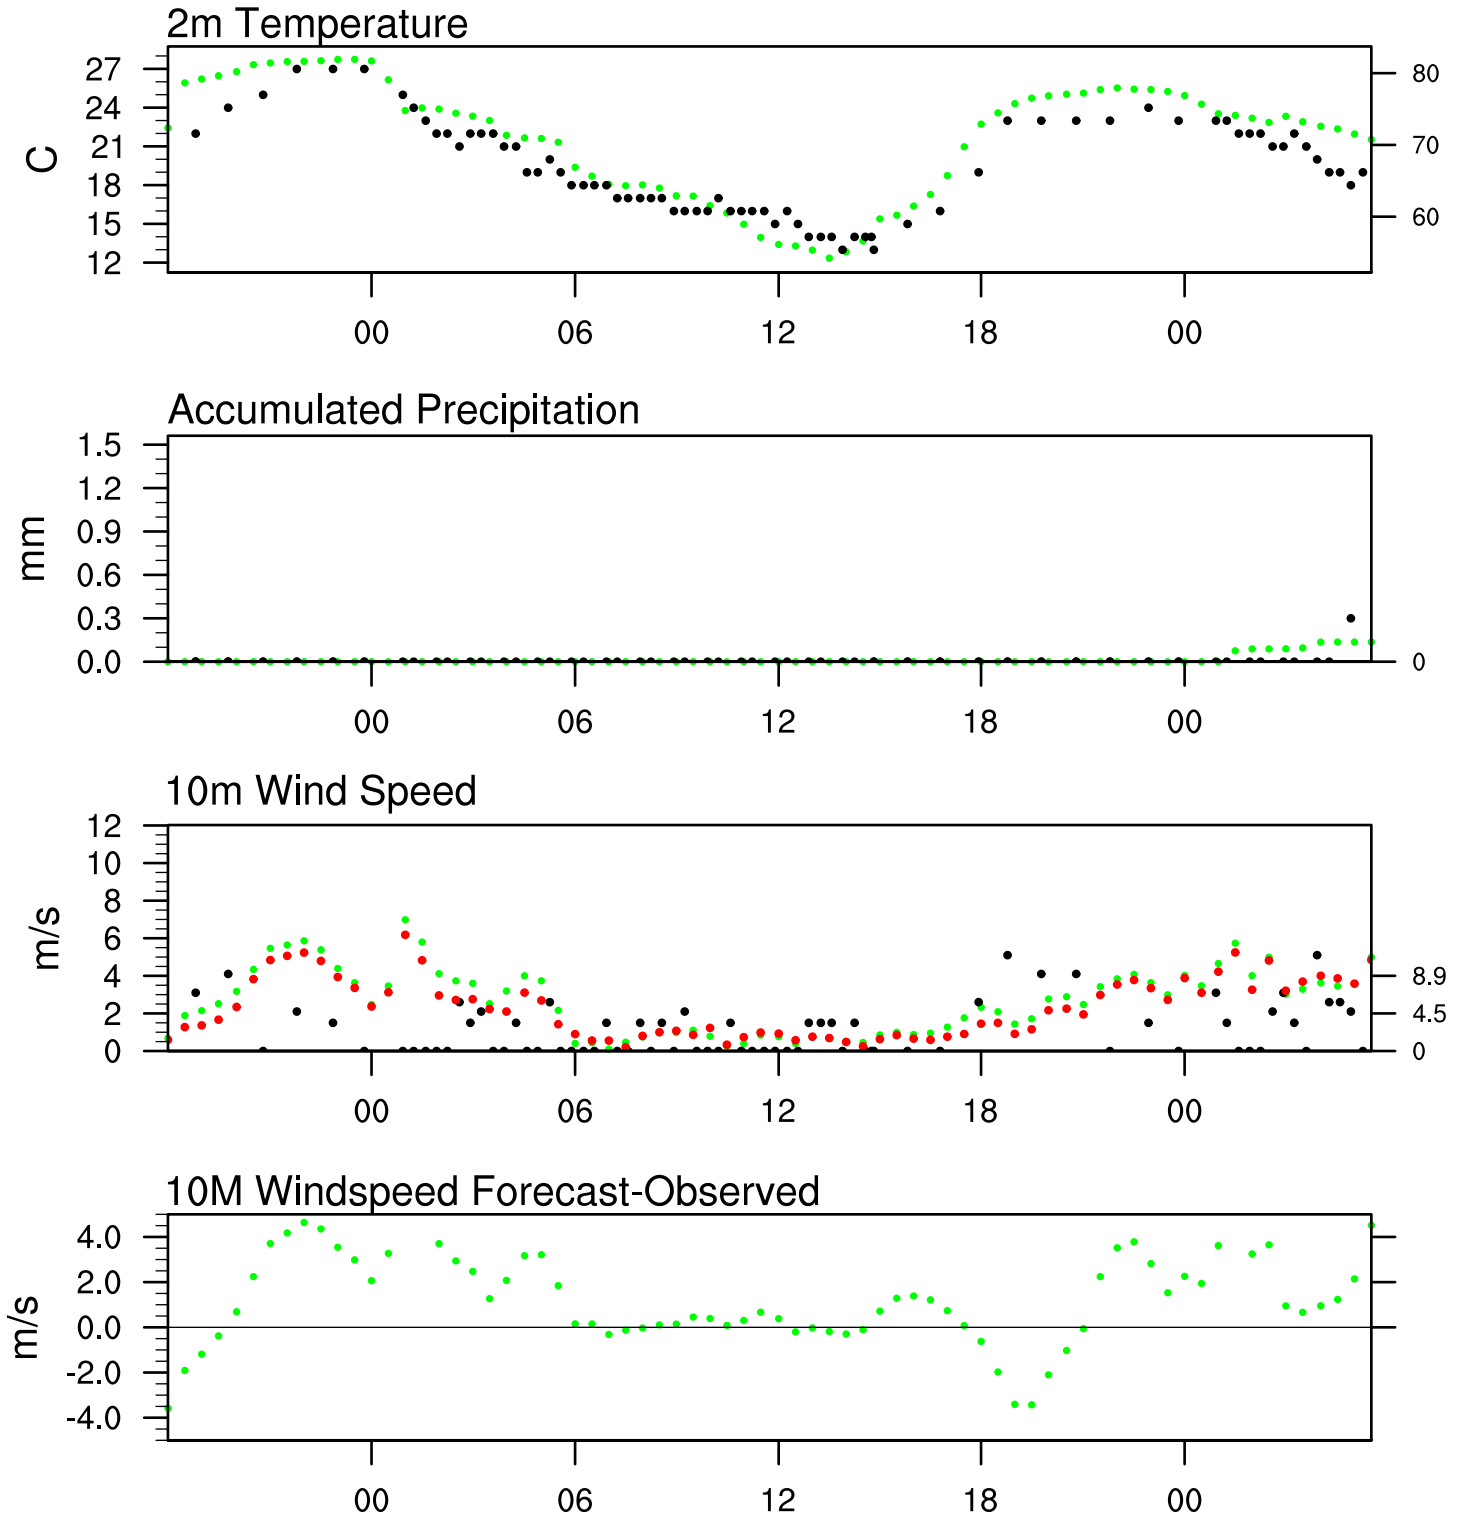 2m Temperature
27
24
21
18
15
12
C
80
70
60
00 06 12 18 00
Accumulated Precipitation
1.5
1.2
0.9
0.6
0.3
0.0
mm
0
00 06 12 18 00
10m Wind Speed
12
10
8
6
4
2
0
m/s
8.9
4.5
0
00 06 12 18 00
10M Windspeed Forecast-Observed
4.0
2.0
0.0
-2.0
-4.0
m/s
00 06 12 18 00